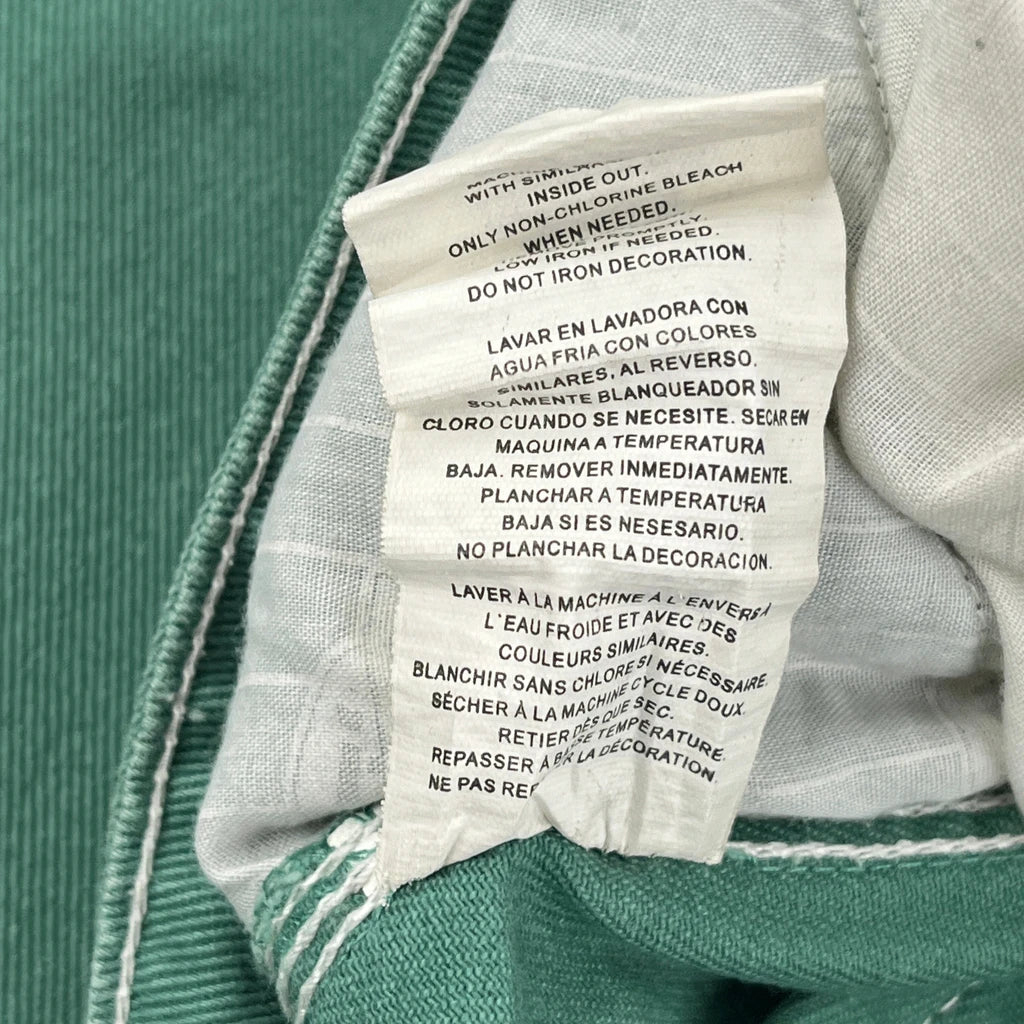 WITH SIMILAR
INSIDE OUT.
ONLY NON-CHLORINE BLEACH
WHEN NEEDED.
PROMPTLY.
LOW IRON IF NEEDED.
DO NOT IRON DECORATION.
LAVAR EN LAVADORA CON
AGUA FRIA CON COLORES
SIMILARES, AL REVERSO.
SOLAMENTE BLANQUEADOR SIN
CLORO CUANDO SE NECESITE. SECAR EN
MAQUINA A TEMPERATURA
BAJA. REMOVER INMEDIATAMENTE.
PLANCHAR A TEMPERATURA
BAJA SI ES NESESARIO.
NO PLANCHAR LA DECORACION.
LAVER À LA MACHINE À L'ENVERS À
L'EAU FROIDE ET AVEC DES
COULEURS SIMILAIRES.
BLANCHIR SANS CHLORE SI NÉCESSAIRE.
SÉCHER À LA MACHINE CYCLE DOUX.
RETIER DÈS QUE SEC.
REPASSER À TEMPÉRATURE.
NE PAS LA DÉCORATION.